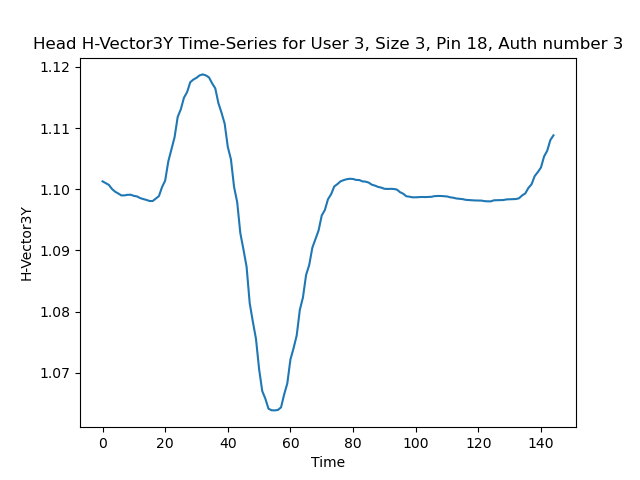 Head H-Vector3Y Time-Series for User 3, Size 3, Pin 18, Auth number 3
1.12
1.11
1.10
1.09
1.08
1.07
H-Vector3Y
0 20 40 60 80 100 120 140
Time